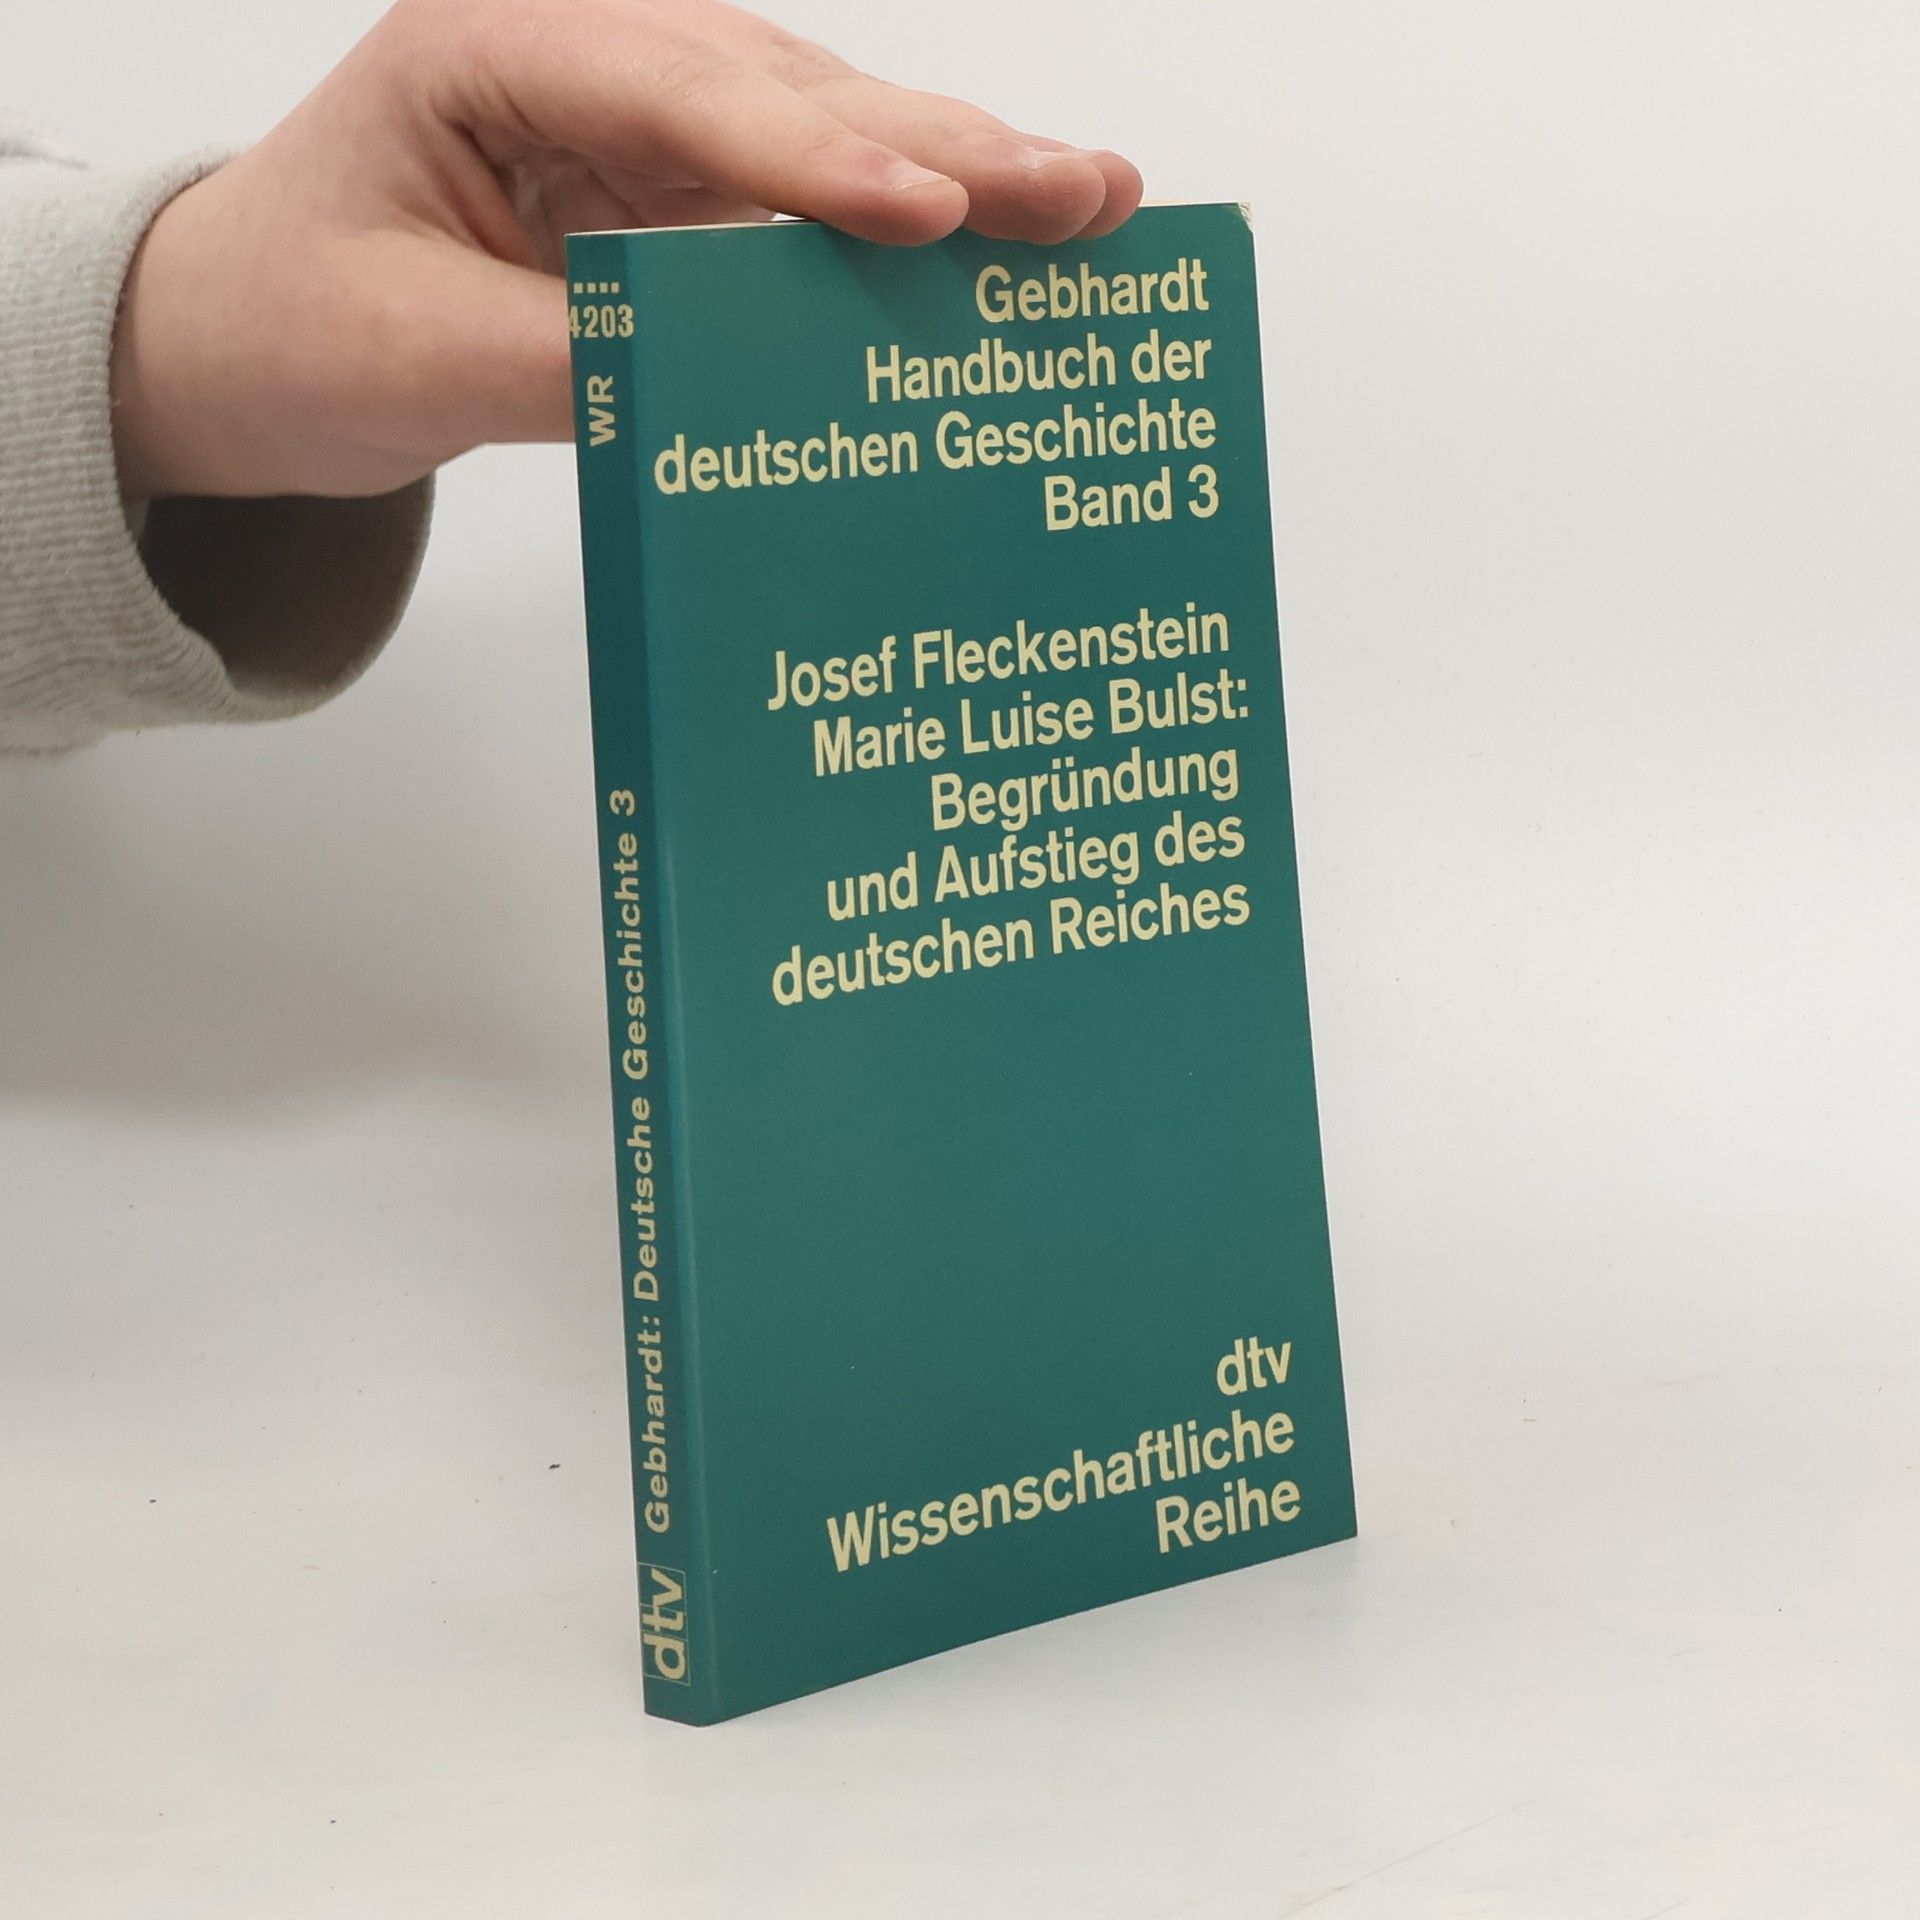 4203
WR
Gebhardt: Deutsche Geschichte 3
dtv
Gebhardt
Handbuch der
deutschen Geschichte
Band 3
Josef Fleckenstein
Marie Luise Bulst:
Begründung
und Aufstieg des
deutschen Reiches
dtv
Wissenschaftliche
Reihe